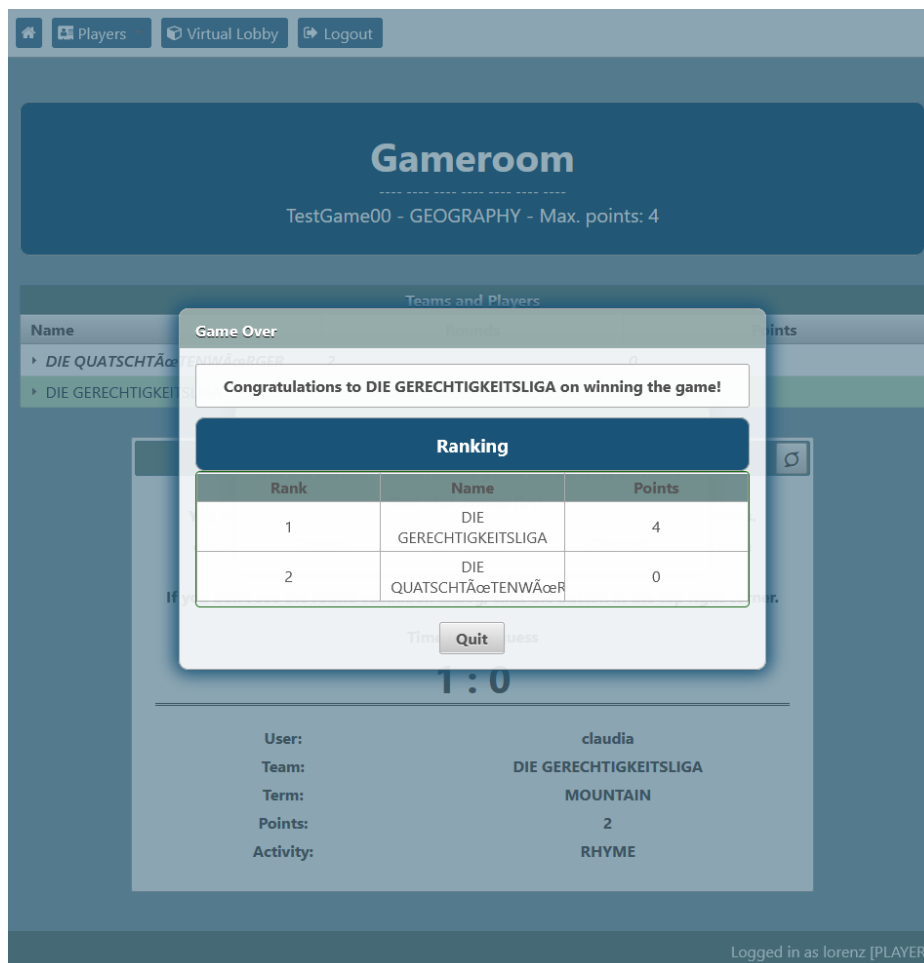 Players
Virtual Lobby
Logout
Gameroom
---- ---- ---- ---- ---- ---- ----
TestGame00 - GEOGRAPHY - Max. points: 4
Teams and Players
Name
DIE QUATSCHTÃœTENWÃœRGER 2 0
DIE GERECHTIGKEITS
Game Over
Congratulations to DIE GERECHTIGKEITSLIGA on winning the game!
Ranking
Rank Name Points
1 DIE GERECHTIGKEITSLIGA 4
2 DIE QUATSCHTÃœTENWÃœR 0
Quit
1 : 0
User: claudia
Team: DIE GERECHTIGKEITSLIGA
Term: MOUNTAIN
Points: 2
Activity: RHYME
Logged in as lorenz [PLAYER